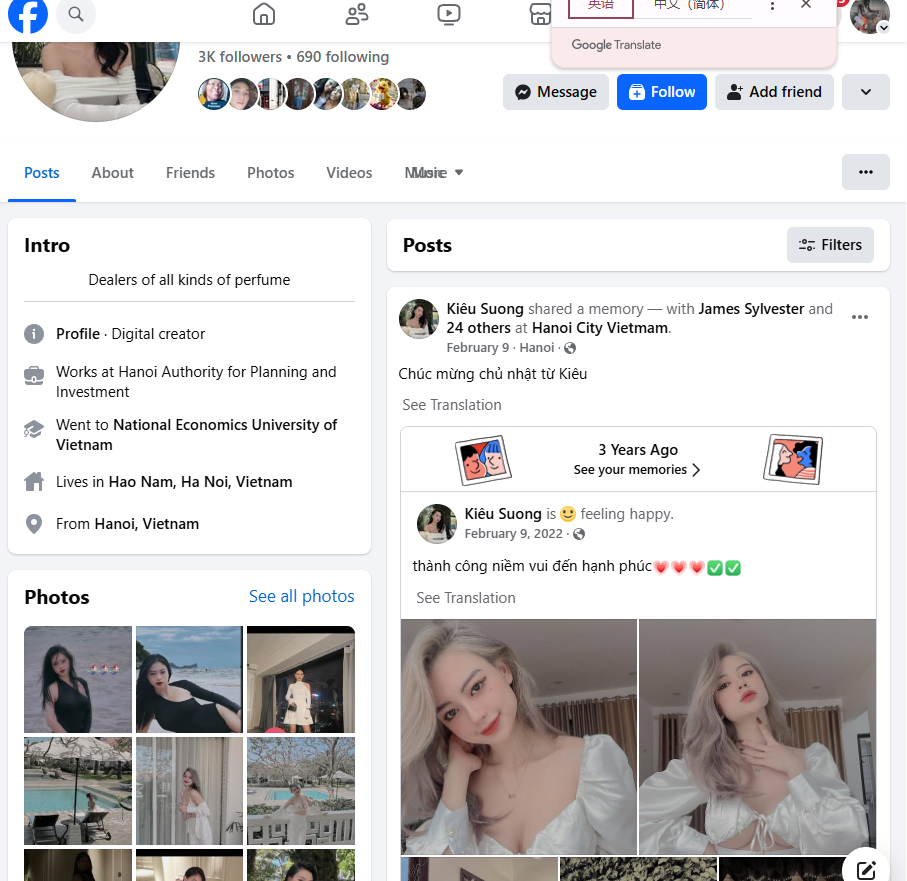 英语
中文（简体）
Google Translate
3K followers • 690 following
Message
Follow
Add friend
Posts
About
Friends
Photos
Videos
More
Intro
Dealers of all kinds of perfume
Profile · Digital creator
Works at Hanoi Authority for Planning and
Investment
Went to National Economics University of
Vietnam
Lives in Hao Nam, Ha Noi, Vietnam
From Hanoi, Vietnam
Photos
See all photos
Posts
Filters
Kiêu Suong shared a memory — with James Sylvester and
24 others at Hanoi City Vietmam.
February 9 · Hanoi ·
Chúc mừng chủ nhật từ Kiêu
See Translation
3 Years Ago
See your memories
Kiêu Suong is 🙂 feeling happy.
February 9, 2022 ·
thành công niềm vui đến hạnh phúc💗💗💗✅✅
See Translation